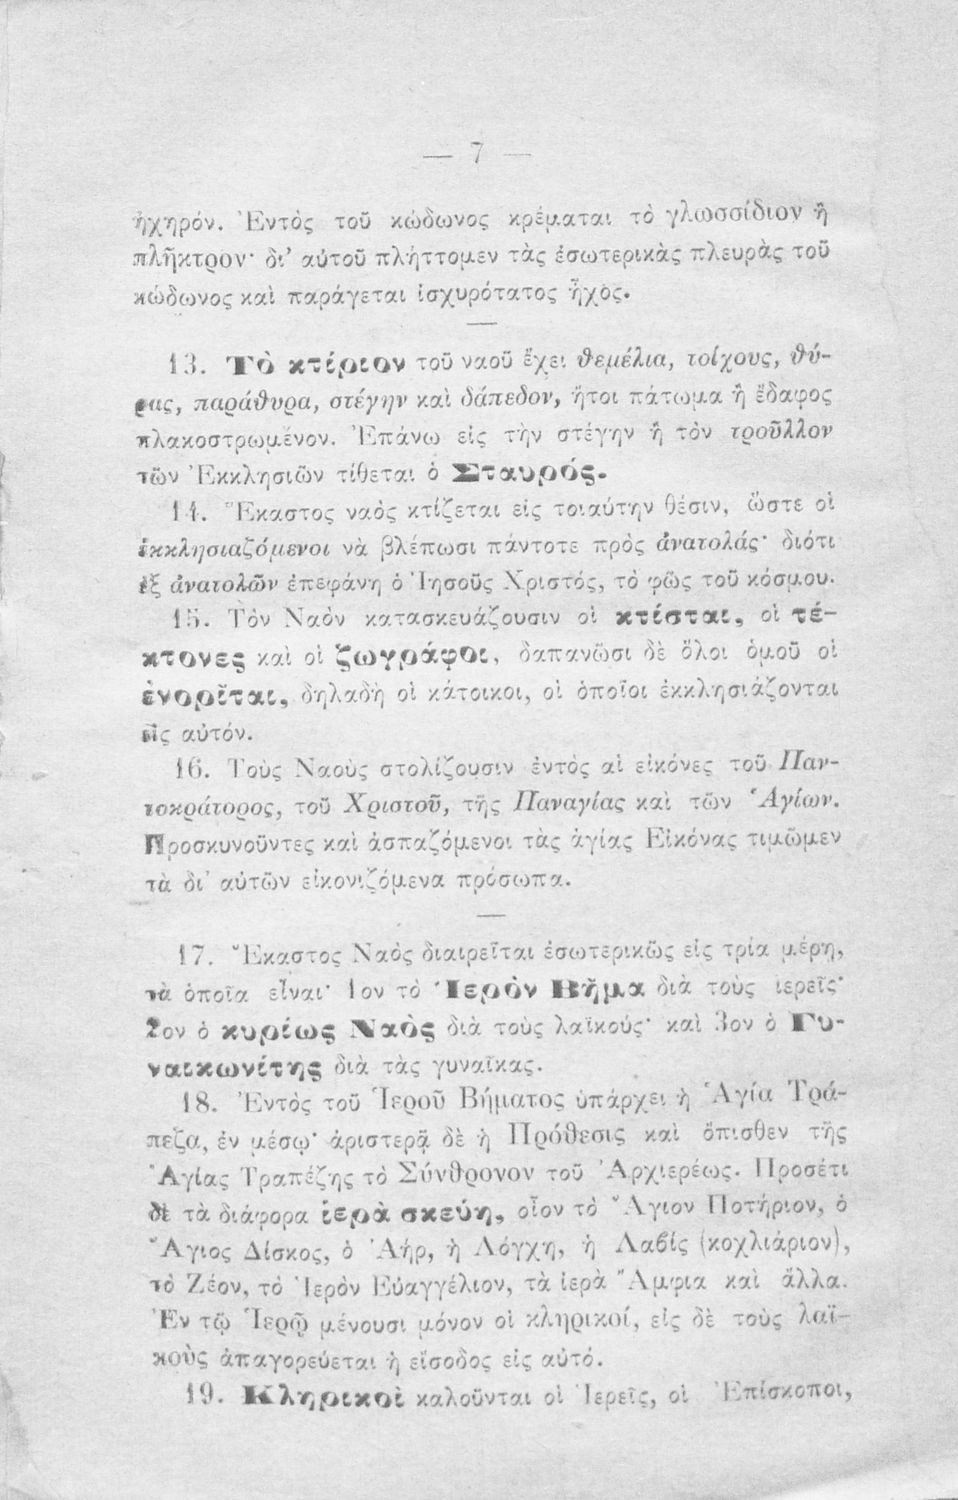 — 7 —
ἠχηρόν. Ἐντὸς τοῦ κώδωνος κρέμαται τὸ γλωσσίδιον ἢ
πλῆκτρον· δι' αὐτοῦ πλήττομεν τὰς ἐσωτερικὰς πλευρὰς τοῦ
κώδωνος καὶ παράγεται ἰσχυρότατος ἦχος.
13. Τὸ κτίριον τοῦ ναοῦ ἔχει θεμέλια, τοίχους, θύ-
ρας, παράθυρα, στέγην καὶ δάπεδον, ἤτοι πάτωμα ἢ ἔδαφος
πλακοστρωμένον. Ἐπάνω εἰς τὴν στέγην ἢ τὸν τροῦλλον
τῶν Ἐκκλησιῶν τίθεται ὁ Σταυρός.
14. Ἕκαστος ναὸς κτίζεται εἰς τοιαύτην θέσιν, ὥστε οἱ
ἐκκλησιαζόμενοι νὰ βλέπωσι πάντοτε πρὸς ἀνατολάς· διότι
ἐξ ἀνατολῶν ἐπεφάνη ὁ Ἰησοῦς Χριστός, τὸ φῶς τοῦ κόσμου.
15. Τὸν Ναὸν κατασκευάζουσιν οἱ κτίσται, οἱ τέ-
κτονες καὶ οἱ ζωγράφοι, δαπανῶσι δὲ ὅλοι ὁμοῦ οἱ
ἐνορῖται, δηλαδὴ οἱ κάτοικοι, οἱ ὁποῖοι ἐκκλησιάζονται
εἰς αὐτόν.
16. Τοὺς Ναοὺς στολίζουσιν ἐντὸς αἱ εἰκόνες τοῦ Παν-
τοκράτορος, τοῦ Χριστοῦ, τῆς Παναγίας καὶ τῶν Ἁγίων.
Προσκυνοῦντες καὶ ἀσπαζόμενοι τὰς ἁγίας Εἰκόνας τιμῶμεν
τὰ δι' αὐτῶν εἰκονιζόμενα πρόσωπα.
17. Ἕκαστος Ναὸς διαιρεῖται ἐσωτερικῶς εἰς τρία μέρη,
τὰ ὁποῖα εἶναι· 1ον τὸ Ἱερὸν Βῆμα διὰ τοὺς ἱερεῖς·
2ον ὁ κυρίως Ναὸς διὰ τοὺς λαϊκούς· καὶ 3ον ὁ Γυ-
ναικωνίτης διὰ τὰς γυναῖκας.
18. Ἐντὸς τοῦ Ἱεροῦ Βήματος ὑπάρχει ἡ Ἁγία Τρά-
πεζα, ἐν μέσῳ· ἀριστερᾷ δὲ ἡ Πρόθεσις καὶ ὄπισθεν τῆς
Ἁγίας Τραπέζης τὸ Σύνθρονον τοῦ Ἀρχιερέως. Προσέτι
δὲ τὰ διάφορα ἱερὰ σκεύη, οἷον τὸ Ἅγιον Ποτήριον, ὁ
Ἅγιος Δίσκος, ὁ Ἀήρ, ἡ Λόγχη, ἡ Λαβίς (κοχλιάριον),
τὸ Ζέον, τὸ Ἱερὸν Εὐαγγέλιον, τὰ ἱερὰ Ἄμφια καὶ ἄλλα.
Ἐν τῷ Ἱερῷ μένουσι μόνον οἱ κληρικοί, εἰς δὲ τοὺς λαϊ-
κοὺς ἀπαγορεύεται ἡ εἴσοδος εἰς αὐτό.
19. Κληρικοὶ καλοῦνται οἱ Ἱερεῖς, οἱ Ἐπίσκοποι,